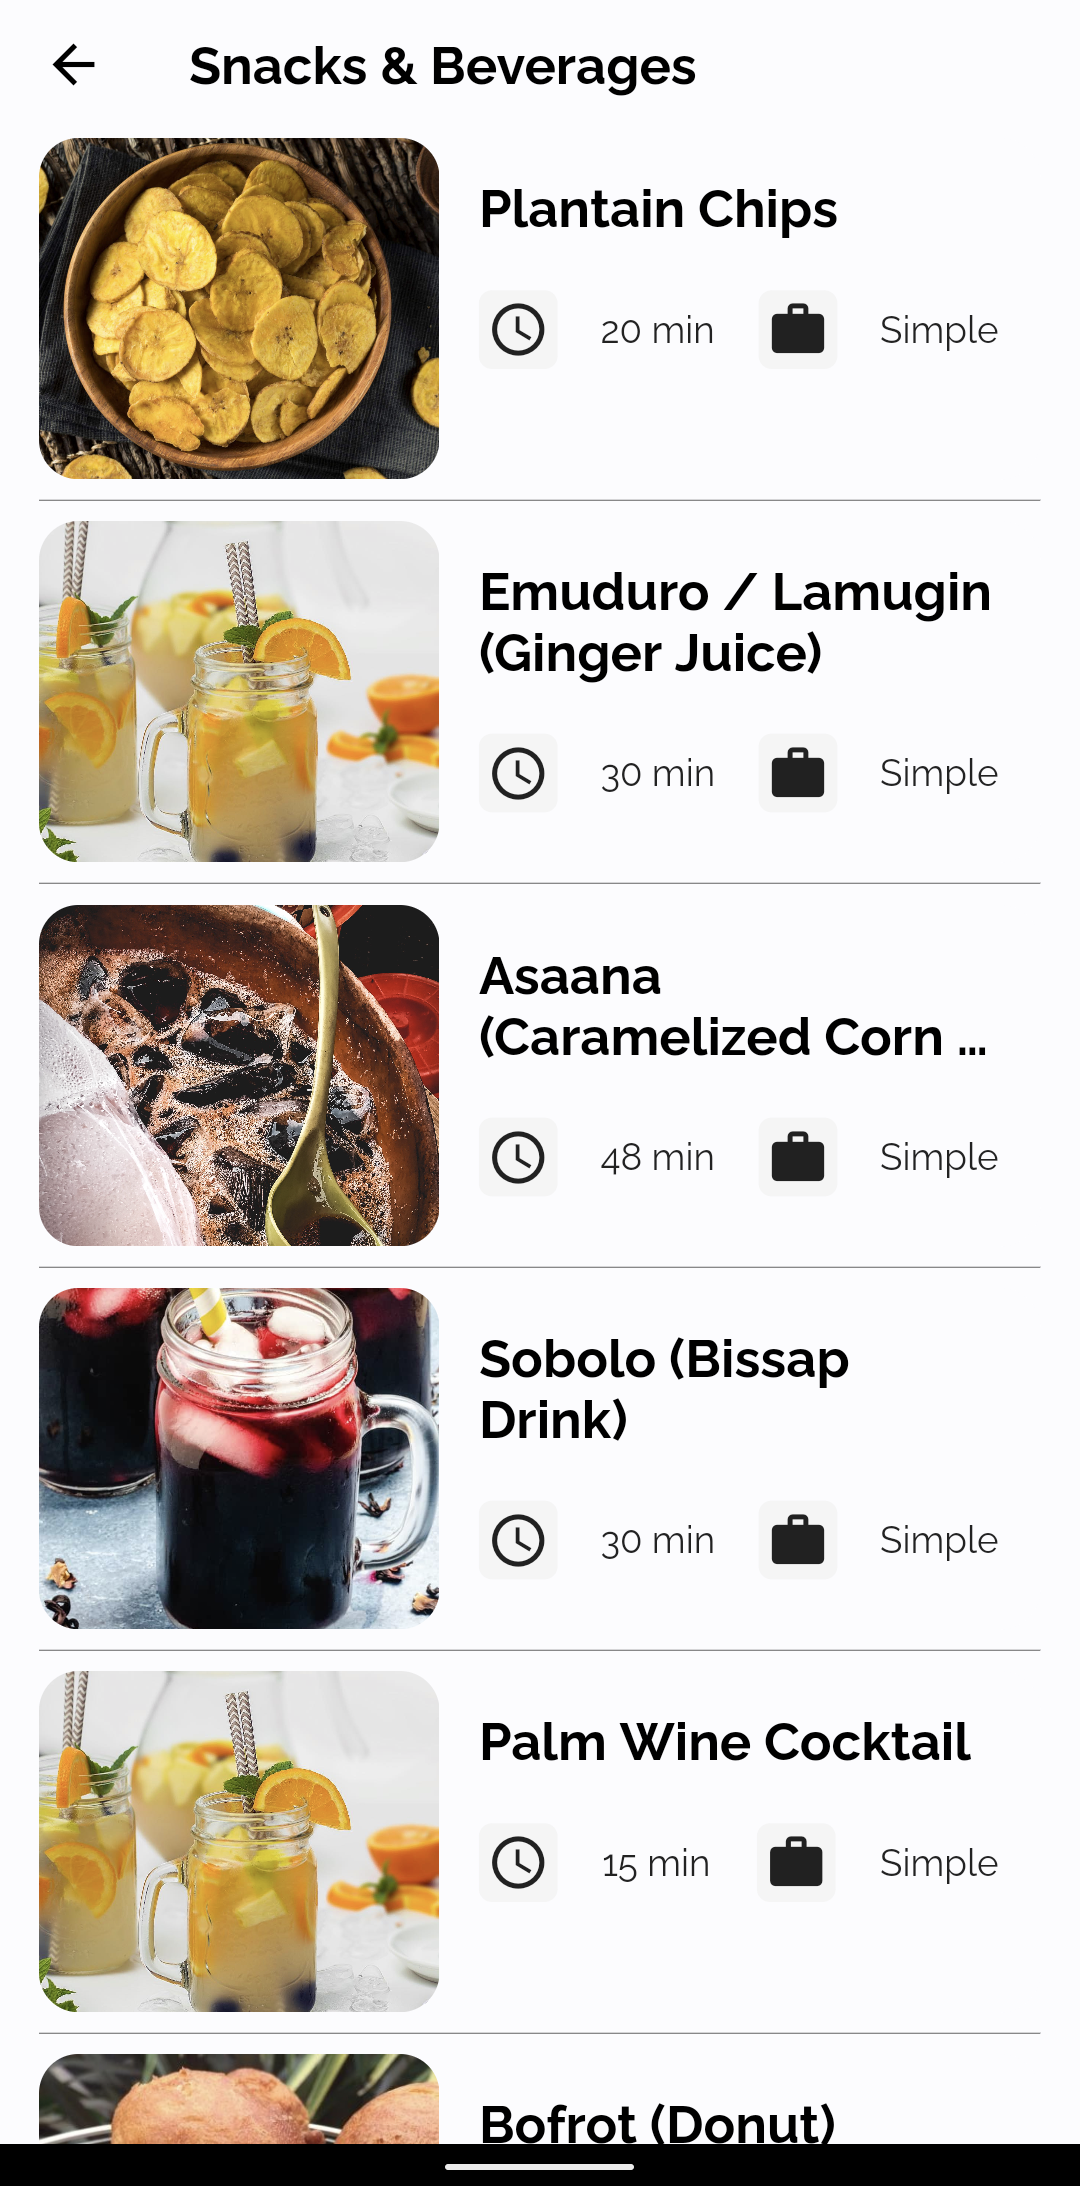 Snacks & Beverages
Plantain Chips
20 min
Simple
Emuduro / Lamugin
(Ginger Juice)
30 min
Simple
Asaana
(Caramelized Corn ...
48 min
Simple
Sobolo (Bissap
Drink)
30 min
Simple
Palm Wine Cocktail
15 min
Simple
Bofrot (Donut)